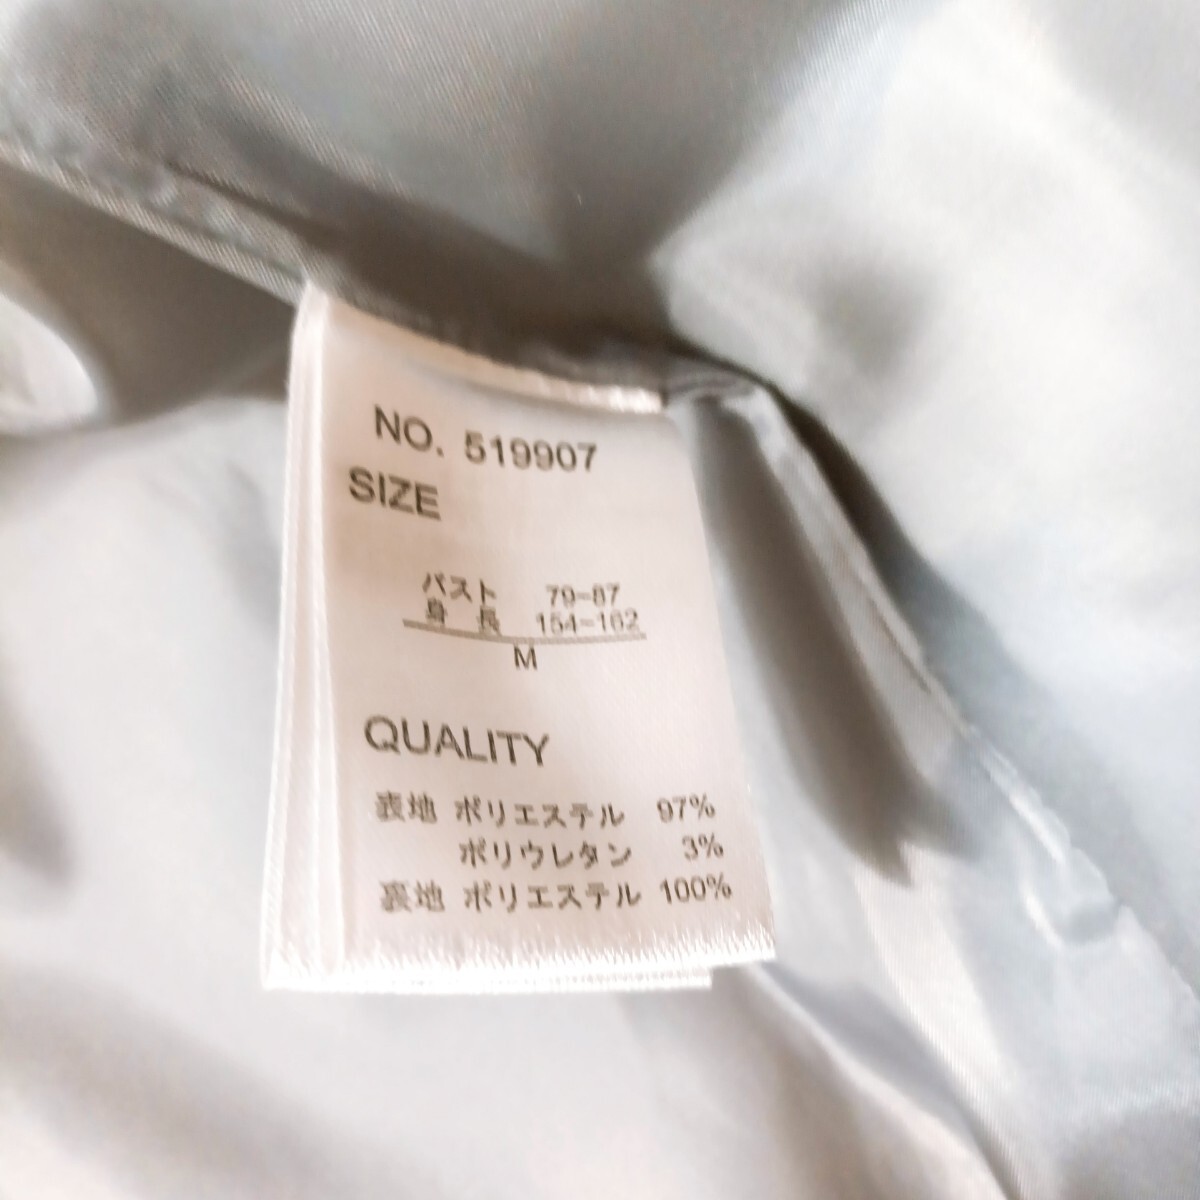 NO. 519907
SIZE
バスト 79-87
身 長 154-162
M
QUALITY
表地 ポリエステル 97%
ポリウレタン 3%
裏地 ポリエステル 100%